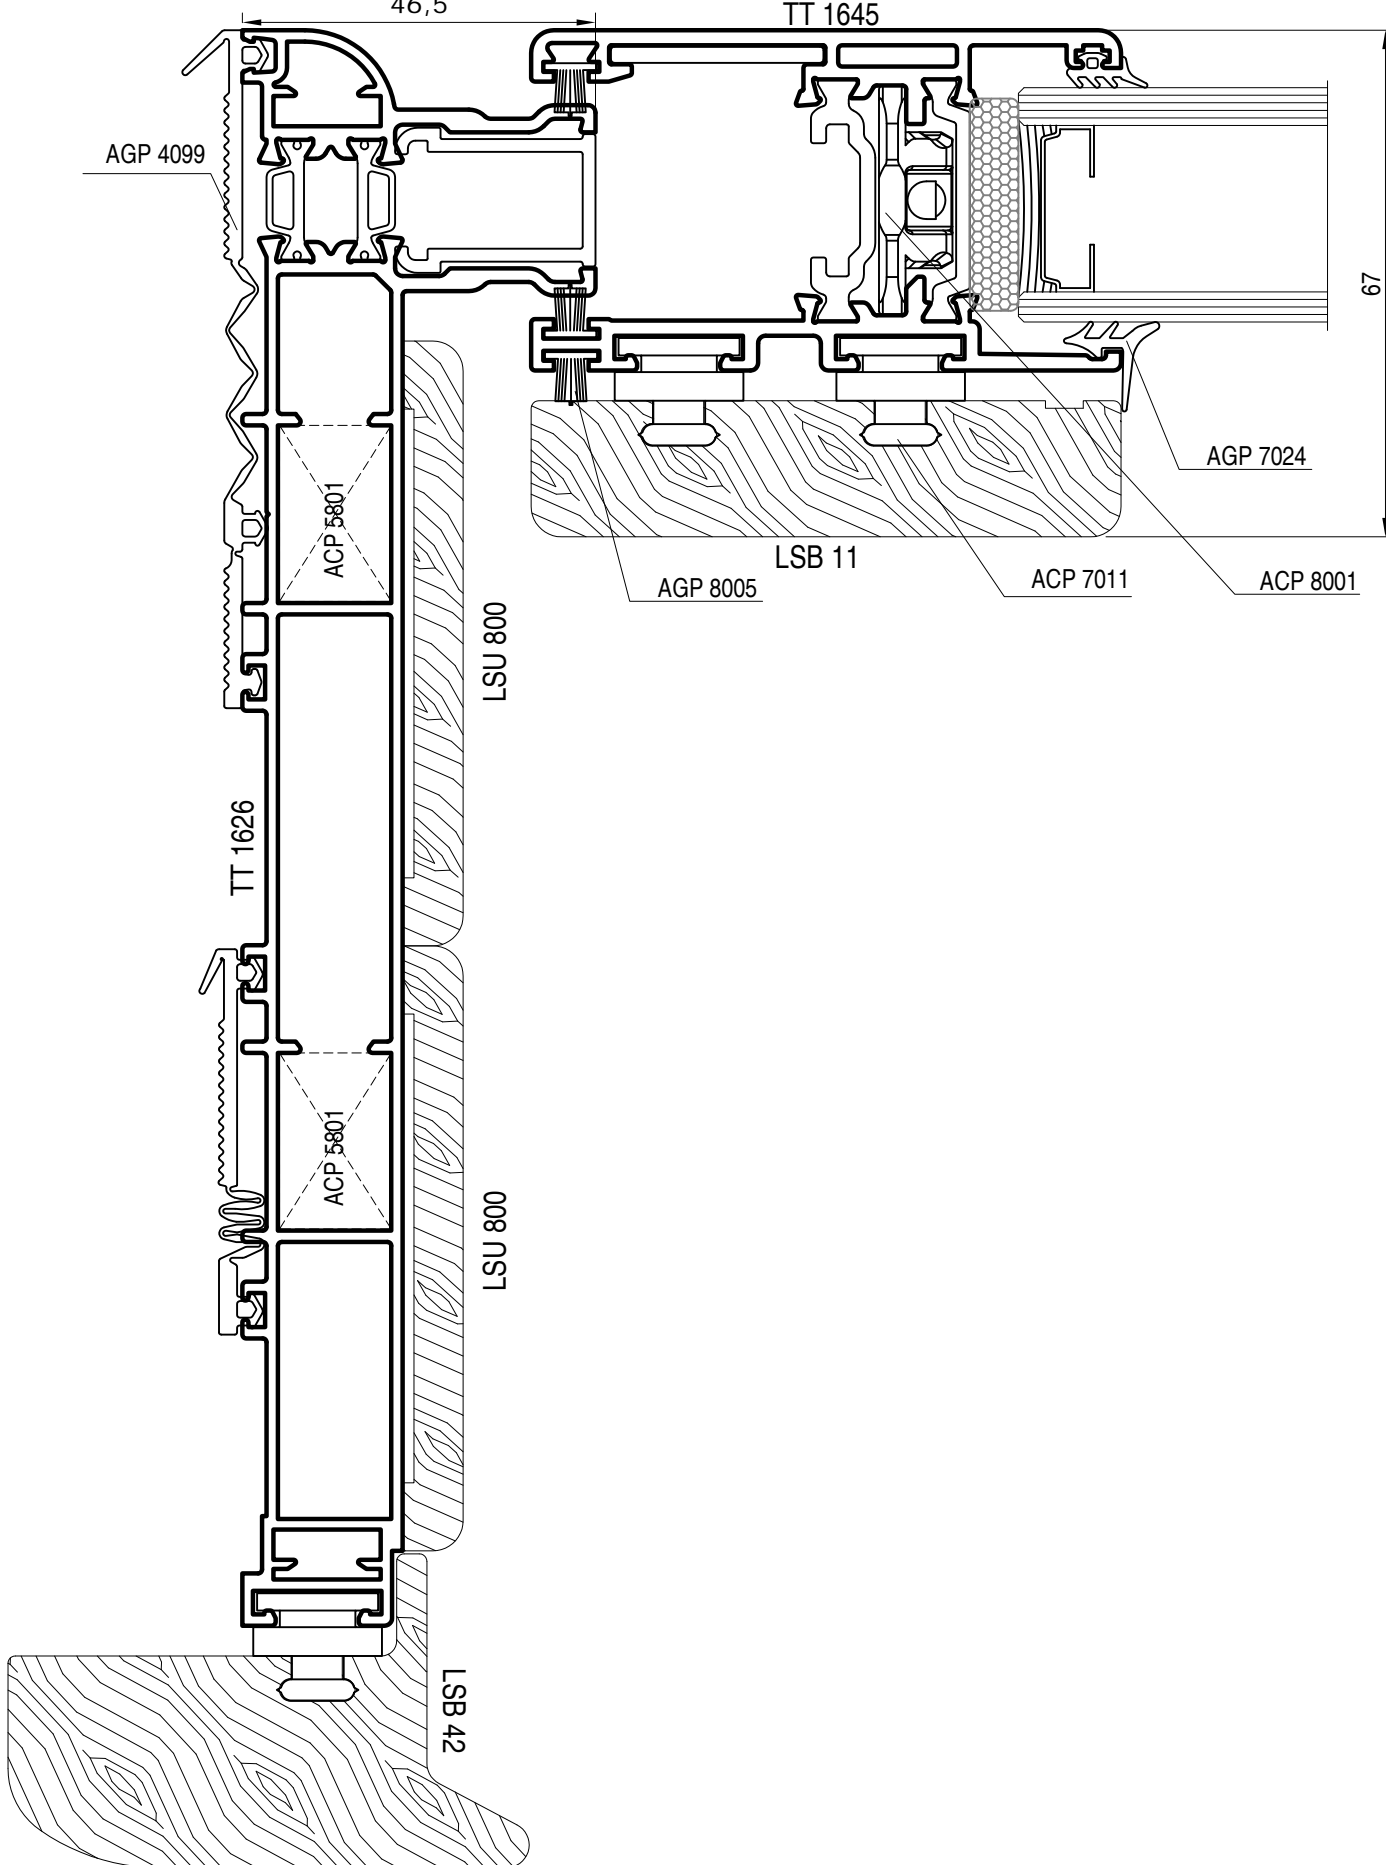 46,5
TT 1645
AGP 4099
67
AGP 7024
ACP 5801
LSB 11
AGP 8005
ACP 7011
ACP 8001
LSU 800
TT 1626
ACP 5801
LSU 800
LSB 42